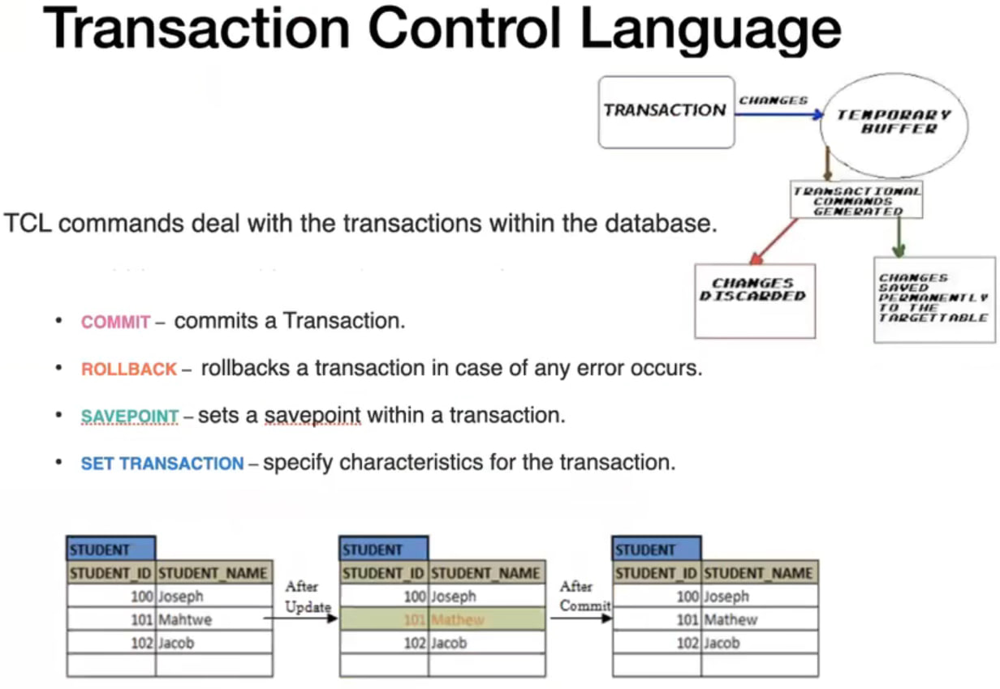 Transaction Control Language
TRANSACTION
CHANGES
TEMPORARY
BUFFER
TRANSACTIONAL
COMMANDS
GENERATED
TCL commands deal with the transactions within the database.
CHANGES
DISCARDED
CHANGES
SAVED
PERMANENTLY
TO THE
TARGETTABLE
• COMMIT – commits a Transaction.
• ROLLBACK – rollbacks a transaction in case of any error occurs.
• SAVEPOINT – sets a savepoint within a transaction.
• SET TRANSACTION – specify characteristics for the transaction.
STUDENT
STUDENT_ID STUDENT_NAME
100 Joseph
101 Mahtwe
102 Jacob
After
Update
STUDENT
STUDENT_ID STUDENT_NAME
100 Joseph
101 Mathew
102 Jacob
After
Commit
STUDENT
STUDENT_ID STUDENT_NAME
100 Joseph
101 Mathew
102 Jacob